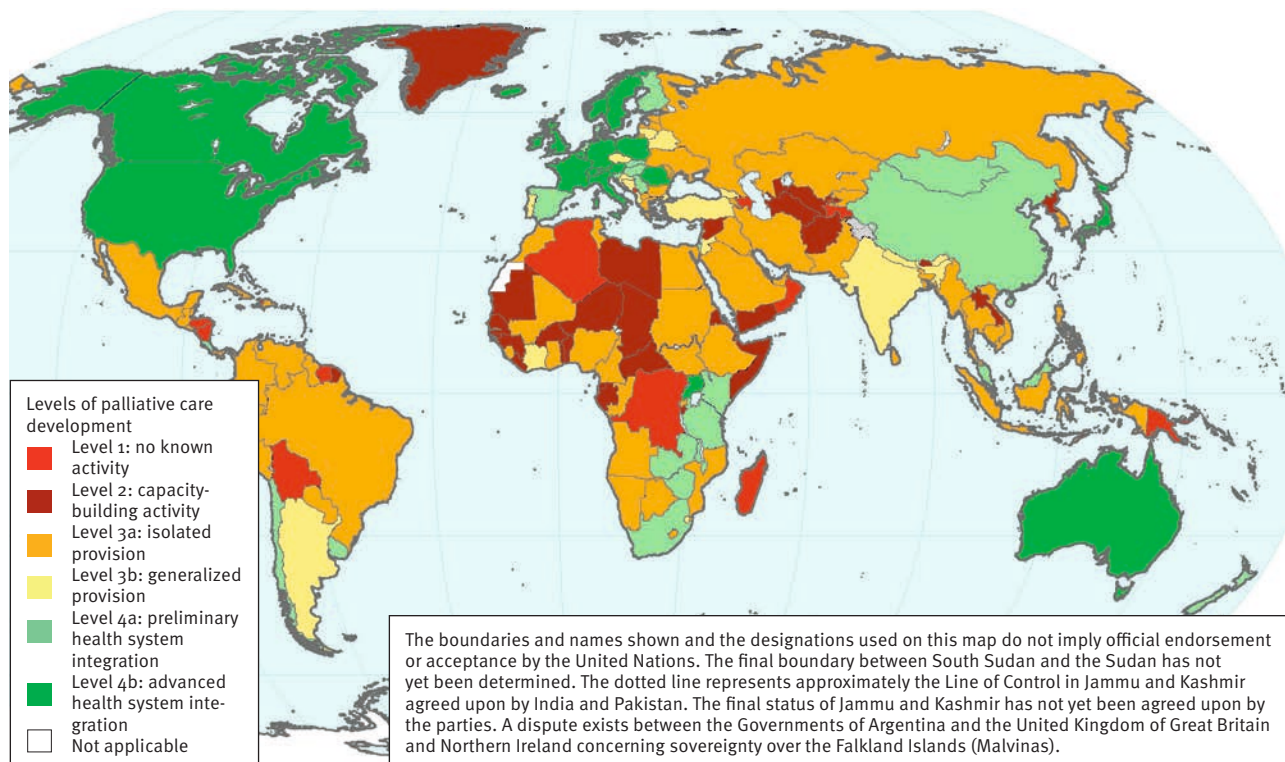 Levels of palliative care
development
Level 1: no known
activity
Level 2: capacity-
building activity
Level 3a: isolated
provision
Level 3b: generalized
provision
Level 4a: preliminary
health system
integration
Level 4b: advanced
health system inte-
gration
Not applicable
The boundaries and names shown and the designations used on this map do not imply official endorsement
or acceptance by the United Nations. The final boundary between South Sudan and the Sudan has not
yet been determined. The dotted line represents approximately the Line of Control in Jammu and Kashmir
agreed upon by India and Pakistan. The final status of Jammu and Kashmir has not yet been agreed upon by
the parties. A dispute exists between the Governments of Argentina and the United Kingdom of Great Britain
and Northern Ireland concerning sovereignty over the Falkland Islands (Malvinas).